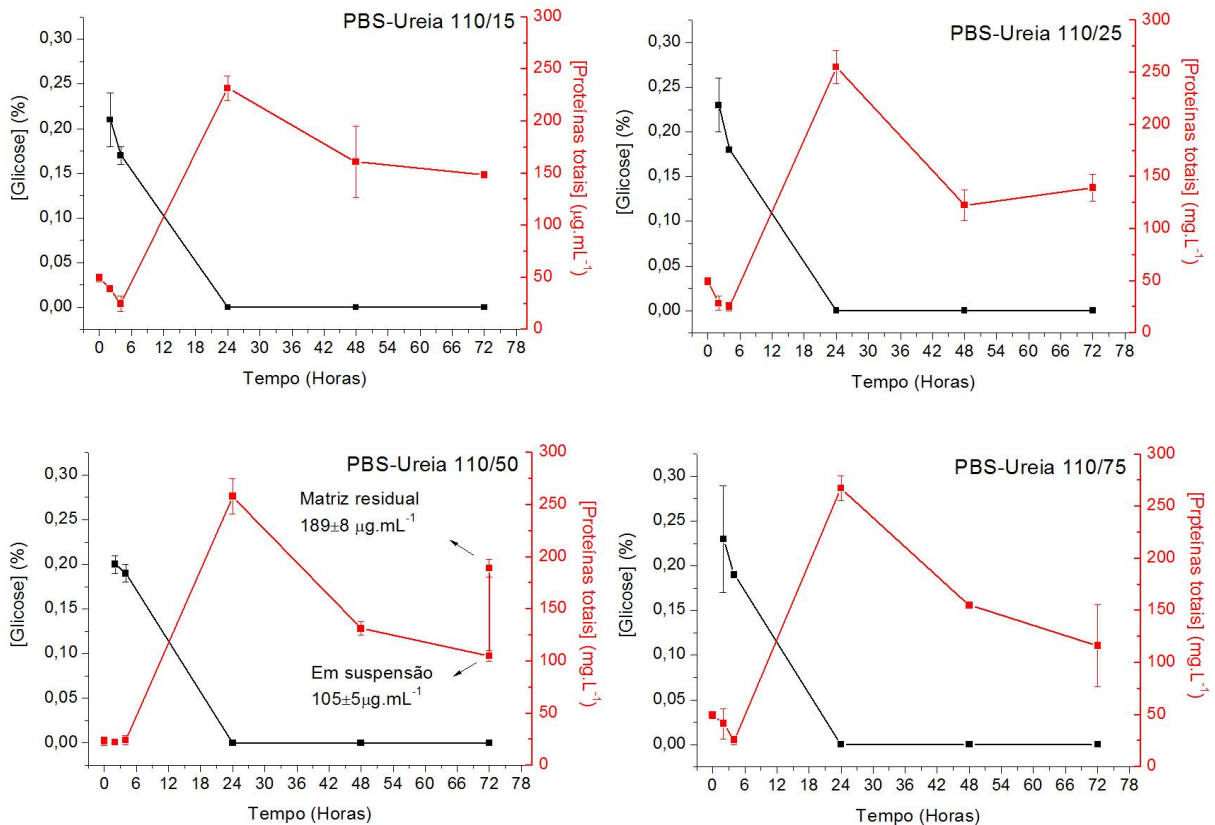 PBS-Ureia 110/15
[Glicose] (%)
0,30
0,25
0,20
0,15
0,10
0,05
0,00
0 6 12 18 24 30 36 42 48 54 60 66 72 78
Tempo (Horas)
300
250
200
150
100
50
0
[Proteínas totais] (µg.mL⁻¹)
PBS-Ureia 110/25
[Glicose] (%)
0,30
0,25
0,20
0,15
0,10
0,05
0,00
0 6 12 18 24 30 36 42 48 54 60 66 72 78
Tempo (Horas)
300
250
200
150
100
50
0
[Proteínas totais] (mg.L⁻¹)
PBS-Ureia 110/50
[Glicose] (%)
0,30
0,25
0,20
0,15
0,10
0,05
0,00
Matriz residual
189±8 µg.mL⁻¹
Em suspensão
105±5µg.mL⁻¹
0 6 12 18 24 30 36 42 48 54 60 66 72 78
Tempo (Horas)
300
250
200
150
100
50
0
[Proteínas totais] (mg.L⁻¹)
PBS-Ureia 110/75
[Glicose] (%)
0,30
0,25
0,20
0,15
0,10
0,05
0,00
0 6 12 18 24 30 36 42 48 54 60 66 72 78
Tempo (Horas)
300
250
200
150
100
50
0
[Prpteínas totais] (mg.L⁻¹)